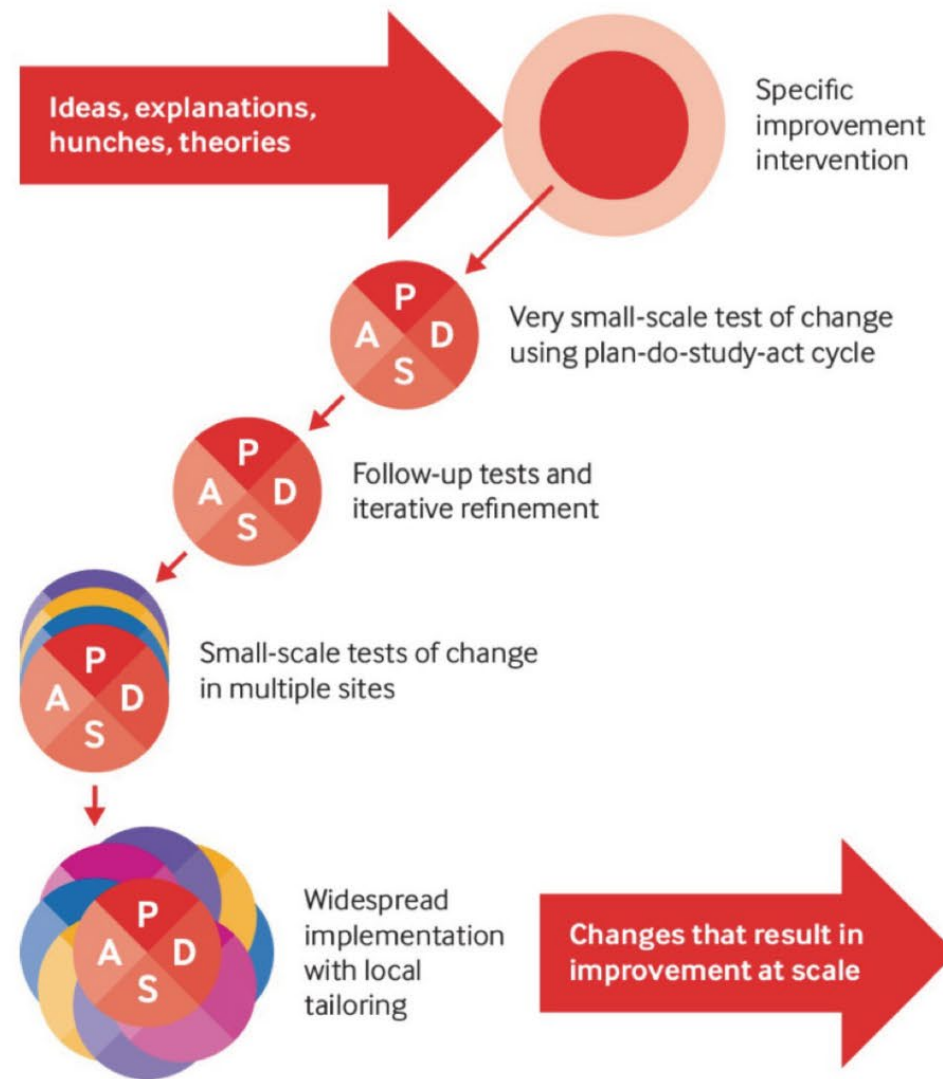 Ideas, explanations,
hunches, theories
Specific
improvement
intervention
P
A D
S
Very small-scale test of change
using plan-do-study-act cycle
P
A D
S
Follow-up tests and
iterative refinement
P
A D
S
Small-scale tests of change
in multiple sites
P
A D
S
Widespread
implementation
with local
tailoring
Changes that result in
improvement at scale